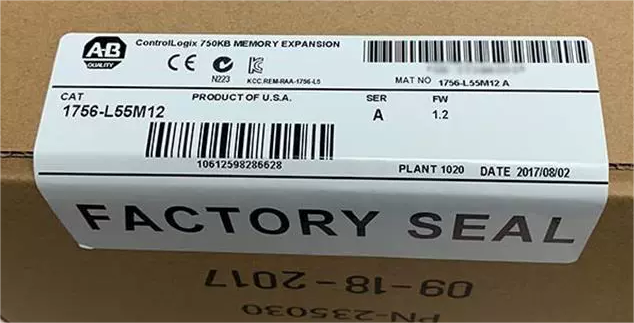 AB
QUALITY
ControlLogix 750KB MEMORY EXPANSION
CE
N223
KCC.REM-RAA-1756-L5
MAT NO 1756-L55M12 A
CAT
1756-L55M12
PRODUCT OF U.S.A.
SER
A
FW
1.2
10612598286628
PLANT 1020 DATE 2017/08/02
FACTORY SEAL
09-18-2017
PN-235030